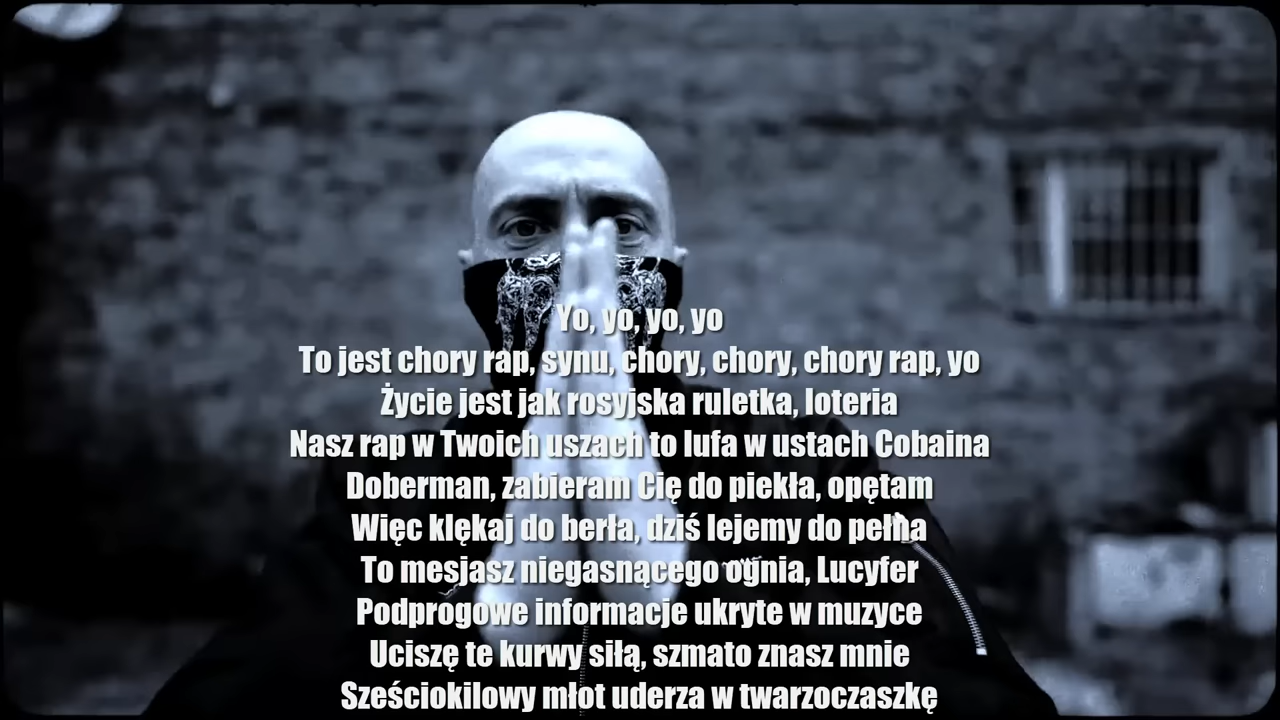 Yo, yo, yo, yo
To jest chory rap, synu, chory, chory, chory rap, yo
Życie jest jak rosyjska ruletka, loteria
Nasz rap w Twoich uszach to lufa w ustach Cobaina
Doberman, zabieram Cię do piekła, opętam
Więc klękaj do berła, dziś lejemy do pełna
To mesjasz niegasnącego ognia, Lucyfer
Podprogowe informacje ukryte w muzyce
Uciszę te kurwy siłą, szmato znasz mnie
Sześciokilowy młot uderza w twarzoczaszkę